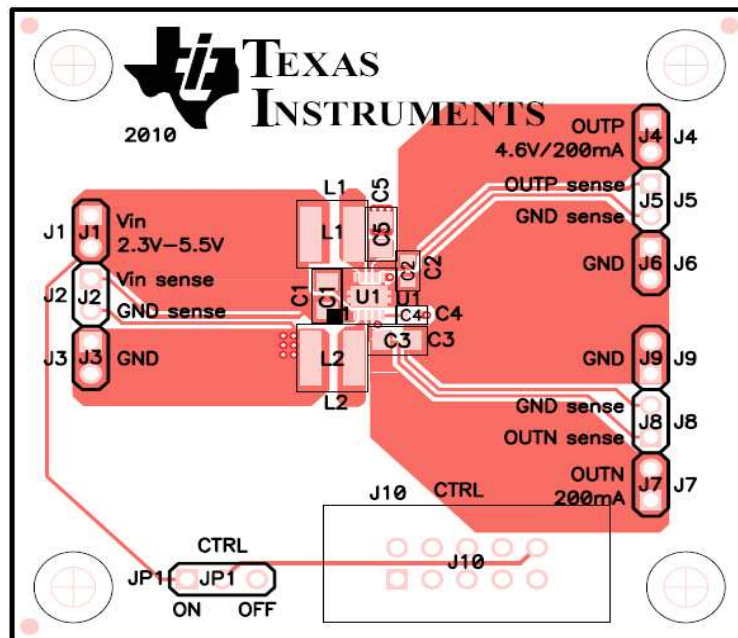 TEXAS
INSTRUMENTS
2010
OUTP
4.6V/200mA
J4
J4
OUTP sense
GND sense
J5
J5
GND
J6
J6
L1
L1
C5
C5
J1
J1
Vin
2.3V-5.5V
J2
J2
Vin sense
GND sense
J3
J3
GND
C1
C1
C2
C2
U1
U1
1
C4
C4
C3
C3
L2
L2
GND
J9
J9
GND sense
OUTN sense
J8
J8
OUTN
200mA
J7
J7
J10
CTRL
J10
CTRL
JP1
JP1
ON
OFF